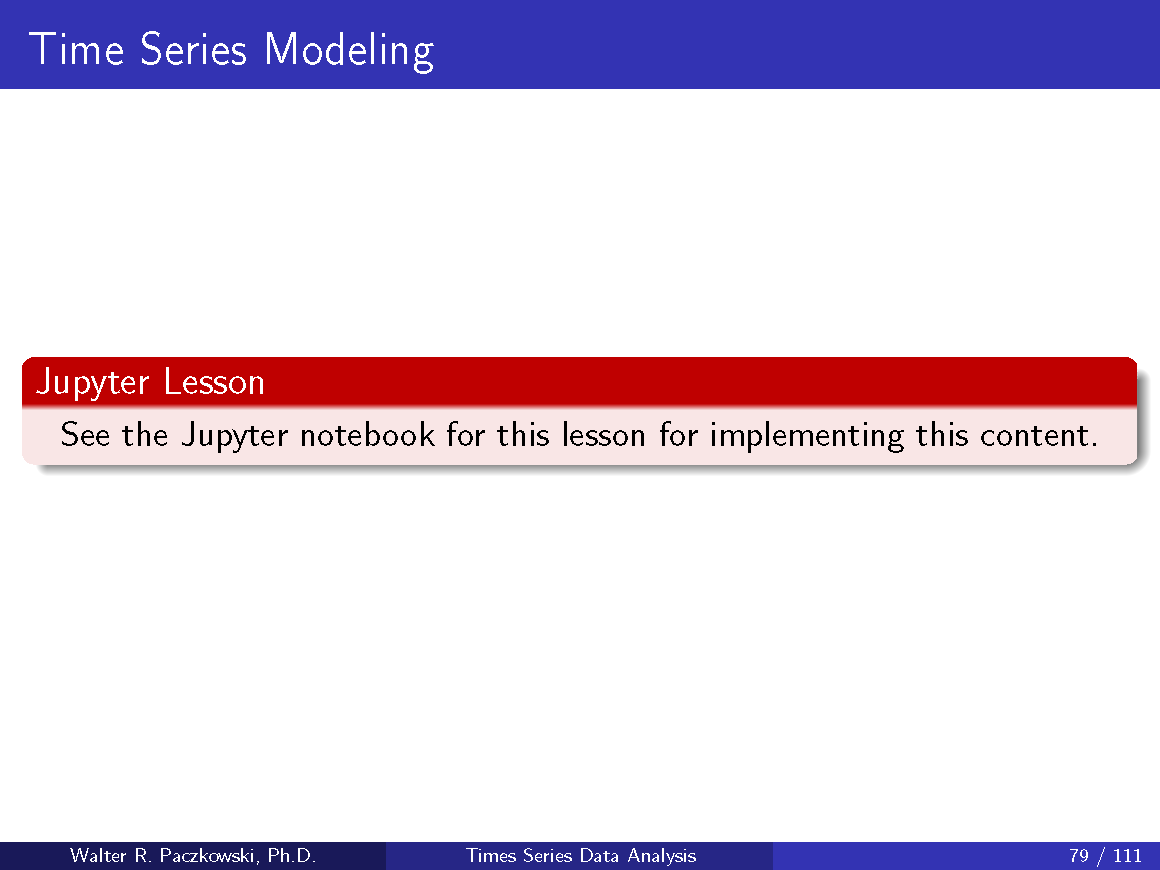 Time Series Modeling
Jupyter Lesson
See the Jupyter notebook for this lesson for implementing this content.
Walter R. Paczkowski, Ph.D.
Times Series Data Analysis
79 / 111